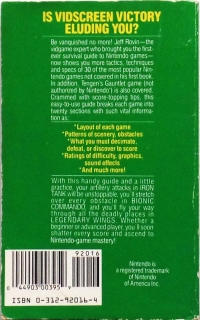 IS VIDSCREEN VICTORY
ELUDING YOU?
Be vanquished no more! Jeff Rovin—the
vidgame expert who brought you the first-
ever survival guide to Nintendo games—
now shows you more tactics, techniques
and specs of 30 of the most popular Nin-
tendo games not covered in his first book.
In addition, Tengen's Gauntlet game (not
authorized by Nintendo) is also covered.
Crammed with score-topping tips, this
easy-to-use guide breaks each game into
twenty sections with such vital informa-
tion as:
*Layout of each game
*Patterns of scenery, obstacles
*What you must decimate,
defeat, or discover to score
*Ratings of difficulty, graphics,
sound effects
*And much more!
With this handy guide and a little
practice, your artillery attacks in IRON
TANK will be unstoppable, you'll stretch
over every obstacle in BIONIC
COMMANDO, and you'll fly your way
through all the deadly places in
LEGENDARY WINGS. Whether a
beginner or advanced player, you'll soon
shatter every score and ascend to
Nintendo-game mastery!
92016
Nintendo is
a registered trademark
of Nintendo
of America Inc.
ISBN 0-312-92016-4